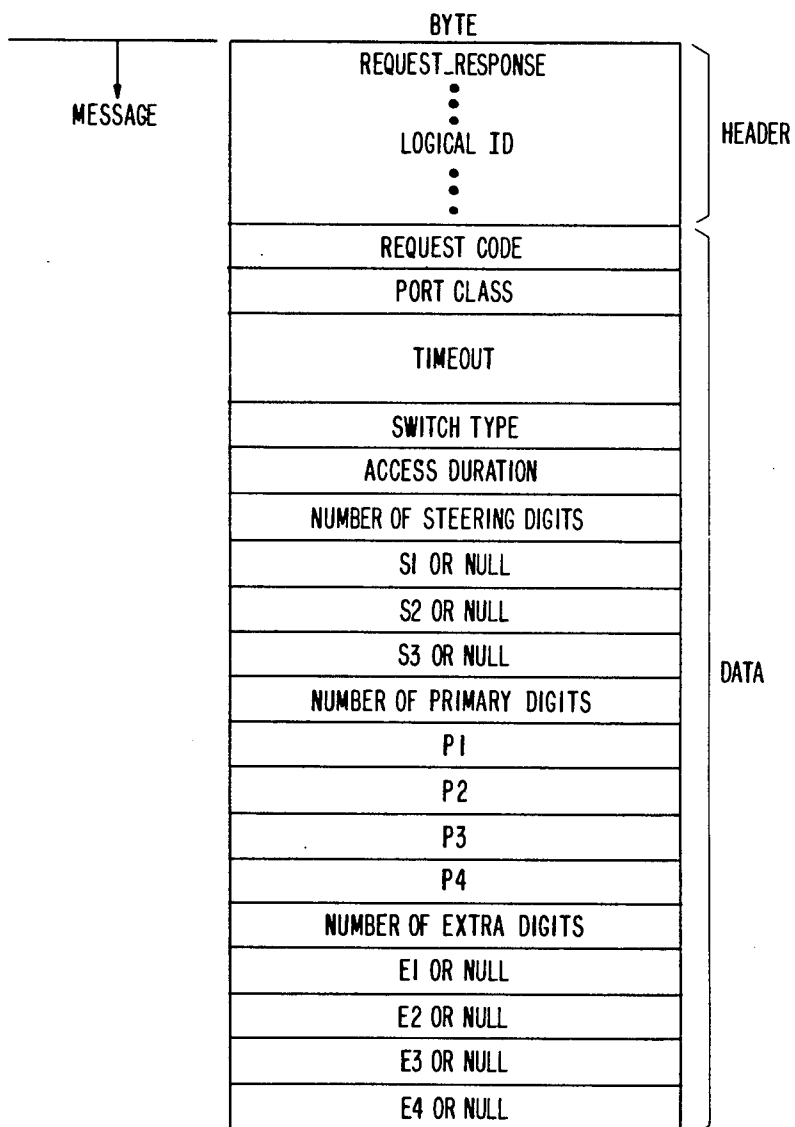 BYTE
REQUEST_RESPONSE
MESSAGE
LOGICAL ID
HEADER
REQUEST CODE
PORT CLASS
TIMEOUT
SWITCH TYPE
ACCESS DURATION
NUMBER OF STEERING DIGITS
S1 OR NULL
S2 OR NULL
S3 OR NULL
DATA
NUMBER OF PRIMARY DIGITS
P1
P2
P3
P4
NUMBER OF EXTRA DIGITS
E1 OR NULL
E2 OR NULL
E3 OR NULL
E4 OR NULL